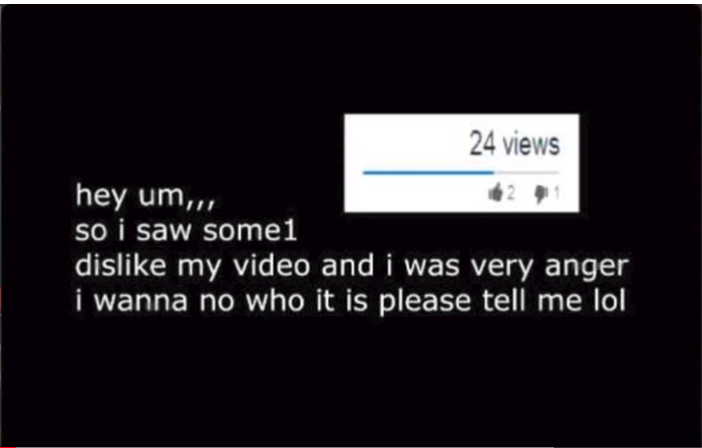 24 views
2 1
hey um,,,
so i saw some1
dislike my video and i was very anger
i wanna no who it is please tell me lol